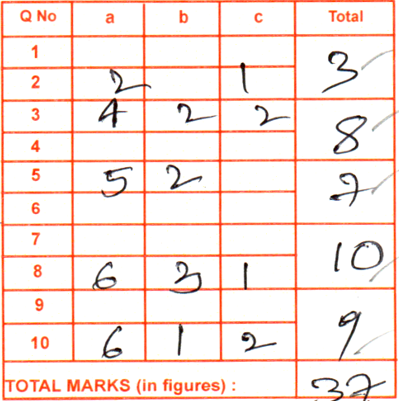 Q No a b c Total
1
2 2 1 3
3 4 2 2
4 8
5 5 2 7
6
7
8 6 3 1 10
9
10 6 1 2 9
TOTAL MARKS (in figures) : 37